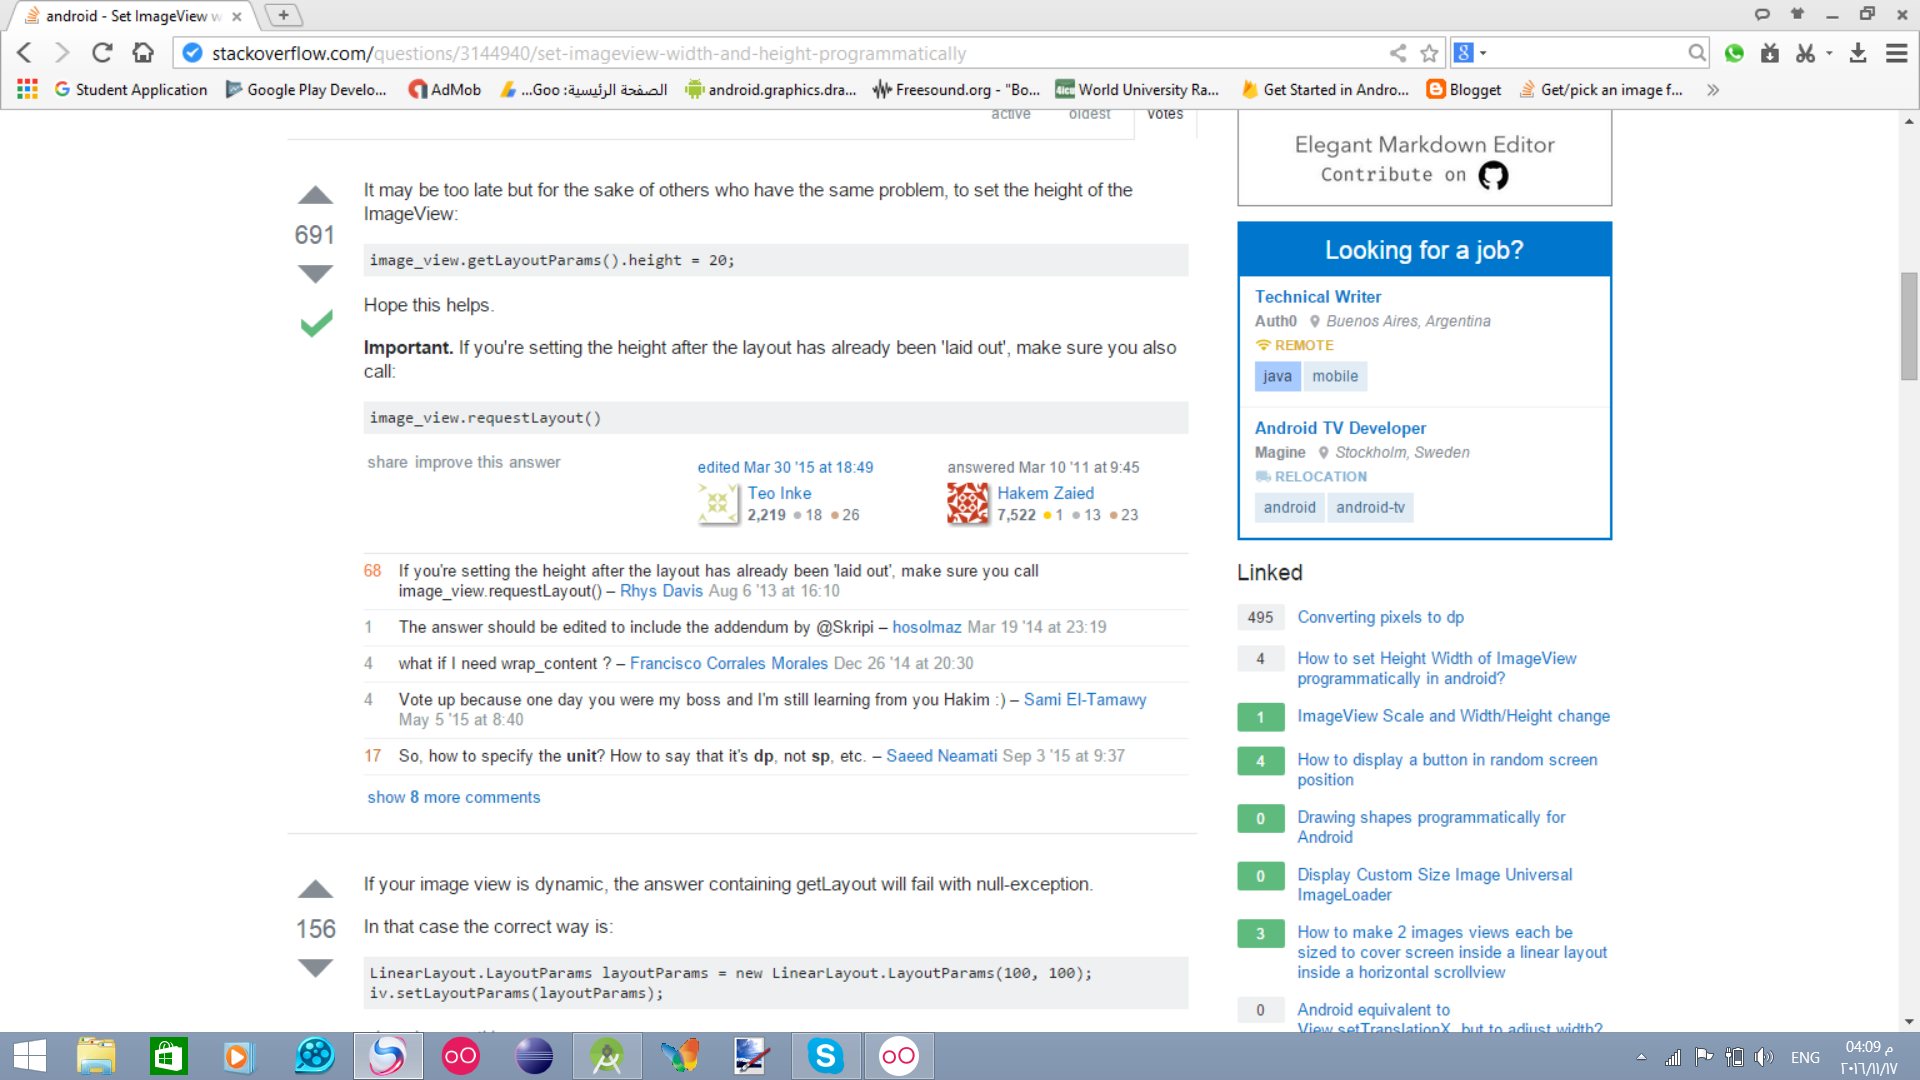 android - Set ImageView w
stackoverflow.com/questions/3144940/set-imageview-width-and-height-programmatically
Student Application
Google Play Develo...
AdMob
الصفحة الرئيسية: Goo...
android.graphics.dra...
Freesound.org - "Bo...
World University Ra...
Get Started in Andro...
Blogget
Get/pick an image f...
active oldest votes
It may be too late but for the sake of others who have the same problem, to set the height of the
ImageView:
691
image_view.getLayoutParams().height = 20;
Hope this helps.
Important. If you're setting the height after the layout has already been 'laid out', make sure you also
call:
image_view.requestLayout()
share improve this answer
edited Mar 30 '15 at 18:49
Teo Inke
2,219 18 26
answered Mar 10 '11 at 9:45
Hakem Zaied
7,522 1 13 23
68 If you're setting the height after the layout has already been 'laid out', make sure you call
image_view.requestLayout() – Rhys Davis Aug 6 '13 at 16:10
1 The answer should be edited to include the addendum by @Skripi – hosolmaz Mar 19 '14 at 23:19
4 what if I need wrap_content ? – Francisco Corrales Morales Dec 26 '14 at 20:30
4 Vote up because one day you were my boss and I'm still learning from you Hakim :) – Sami El-Tamawy
May 5 '15 at 8:40
17 So, how to specify the unit? How to say that it's dp, not sp, etc. – Saeed Neamati Sep 3 '15 at 9:37
show 8 more comments
If your image view is dynamic, the answer containing getLayout will fail with null-exception.
156
In that case the correct way is:
LinearLayout.LayoutParams layoutParams = new LinearLayout.LayoutParams(100, 100);
iv.setLayoutParams(layoutParams);
Elegant Markdown Editor
Contribute on
Looking for a job?
Technical Writer
Auth0 Buenos Aires, Argentina
REMOTE
java mobile
Android TV Developer
Magine Stockholm, Sweden
RELOCATION
android android-tv
Linked
495 Converting pixels to dp
4 How to set Height Width of ImageView
programmatically in android?
1 ImageView Scale and Width/Height change
4 How to display a button in random screen
position
0 Drawing shapes programmatically for
Android
0 Display Custom Size Image Universal
ImageLoader
3 How to make 2 images views each be
sized to cover screen inside a linear layout
inside a horizontal scrollview
0 Android equivalent to
View.setTranslationX, but to adjust width?
ENG
04:09 م
٢٠١٦/١١/١٧